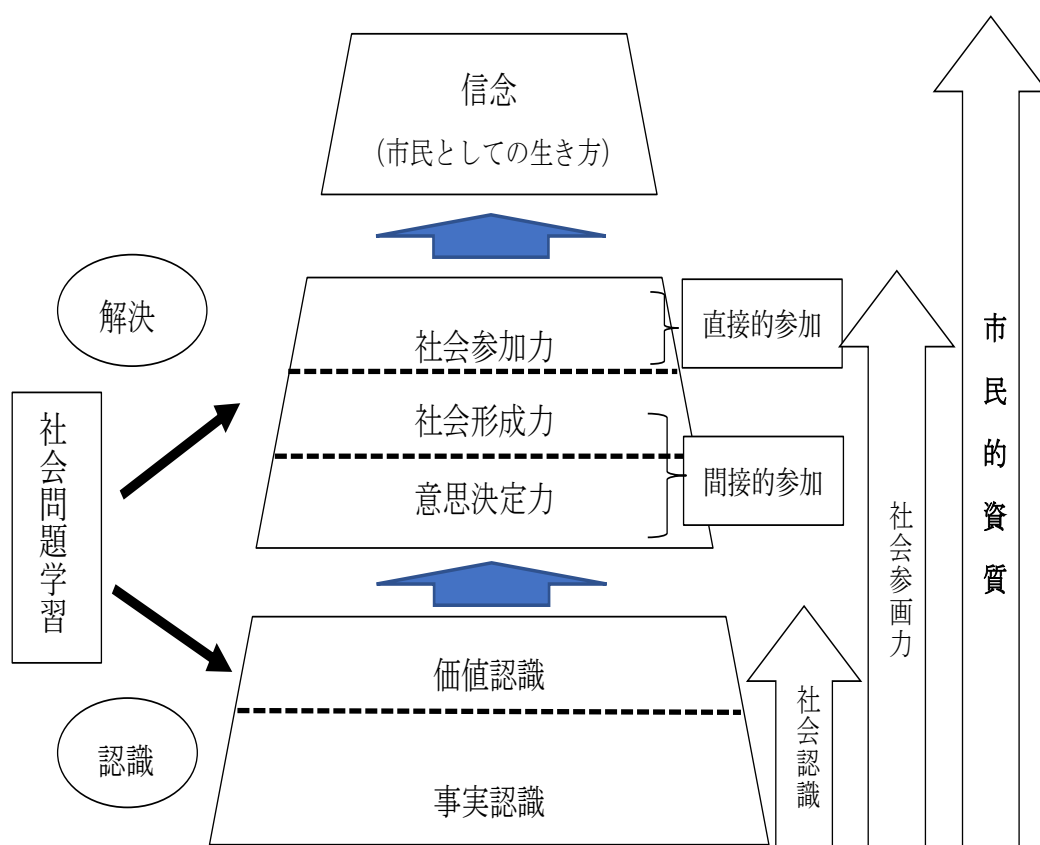 信念
(市民としての生き方)
解決
社会参加力
直接的参加
社会形成力
意思決定力
間接的参加
社会問題学習
価値認識
事実認識
認識
社会認識
社会参画力
市民的資質